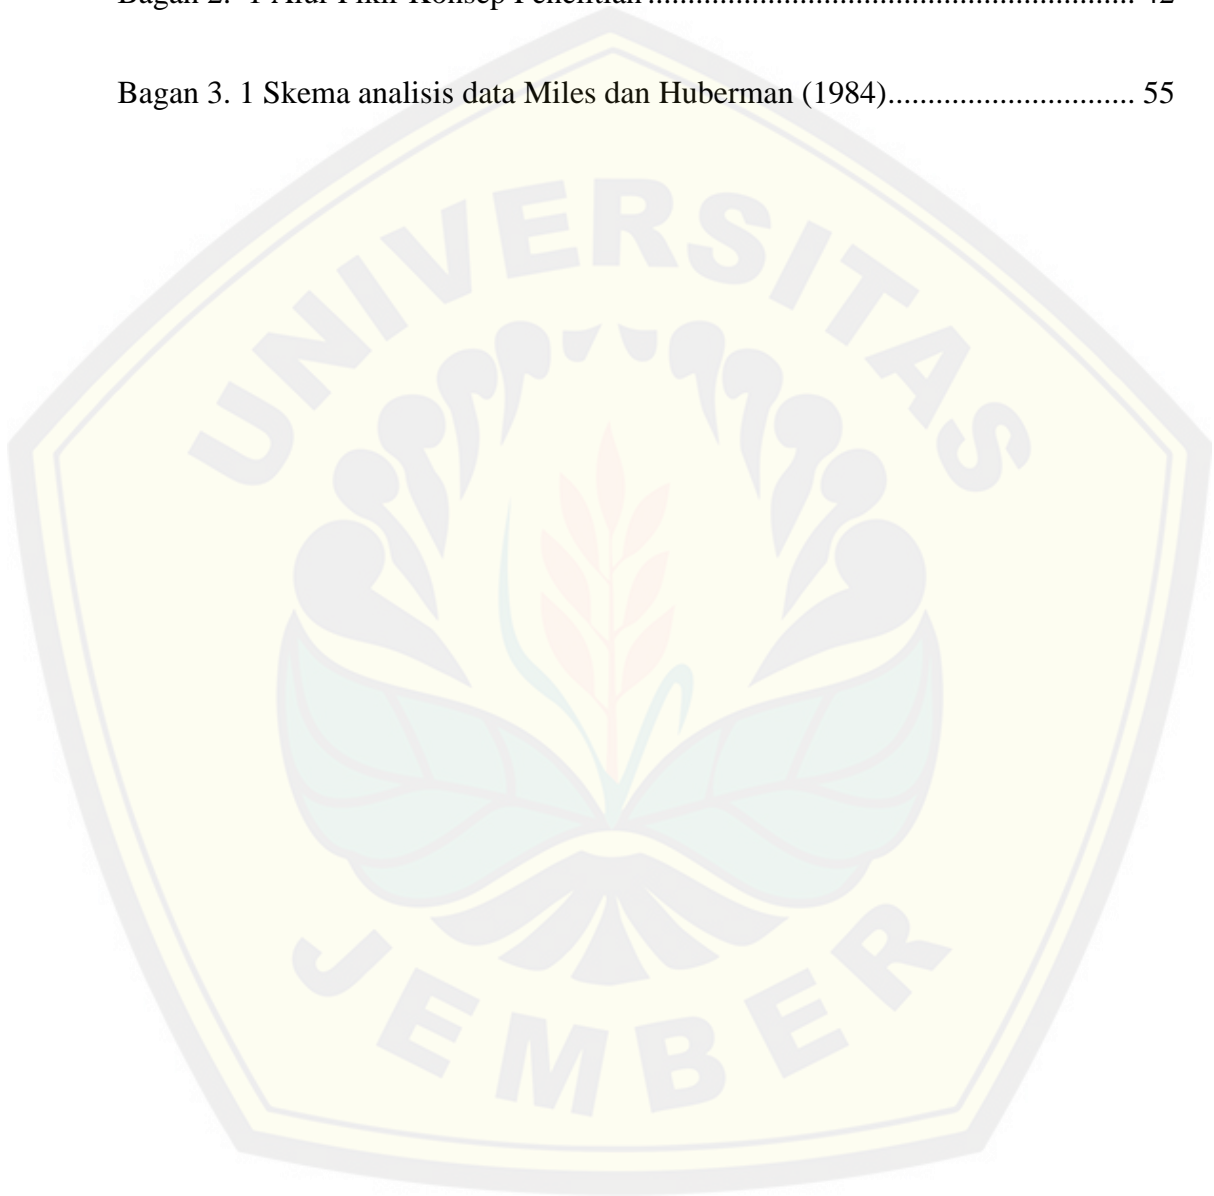 Bagan 2. 1 Alur Pikir Konsep Penelitian ............................................................. 42
Bagan 3. 1 Skema analisis data Miles dan Huberman (1984)............................... 55
UNIVERSITAS
JEMBER